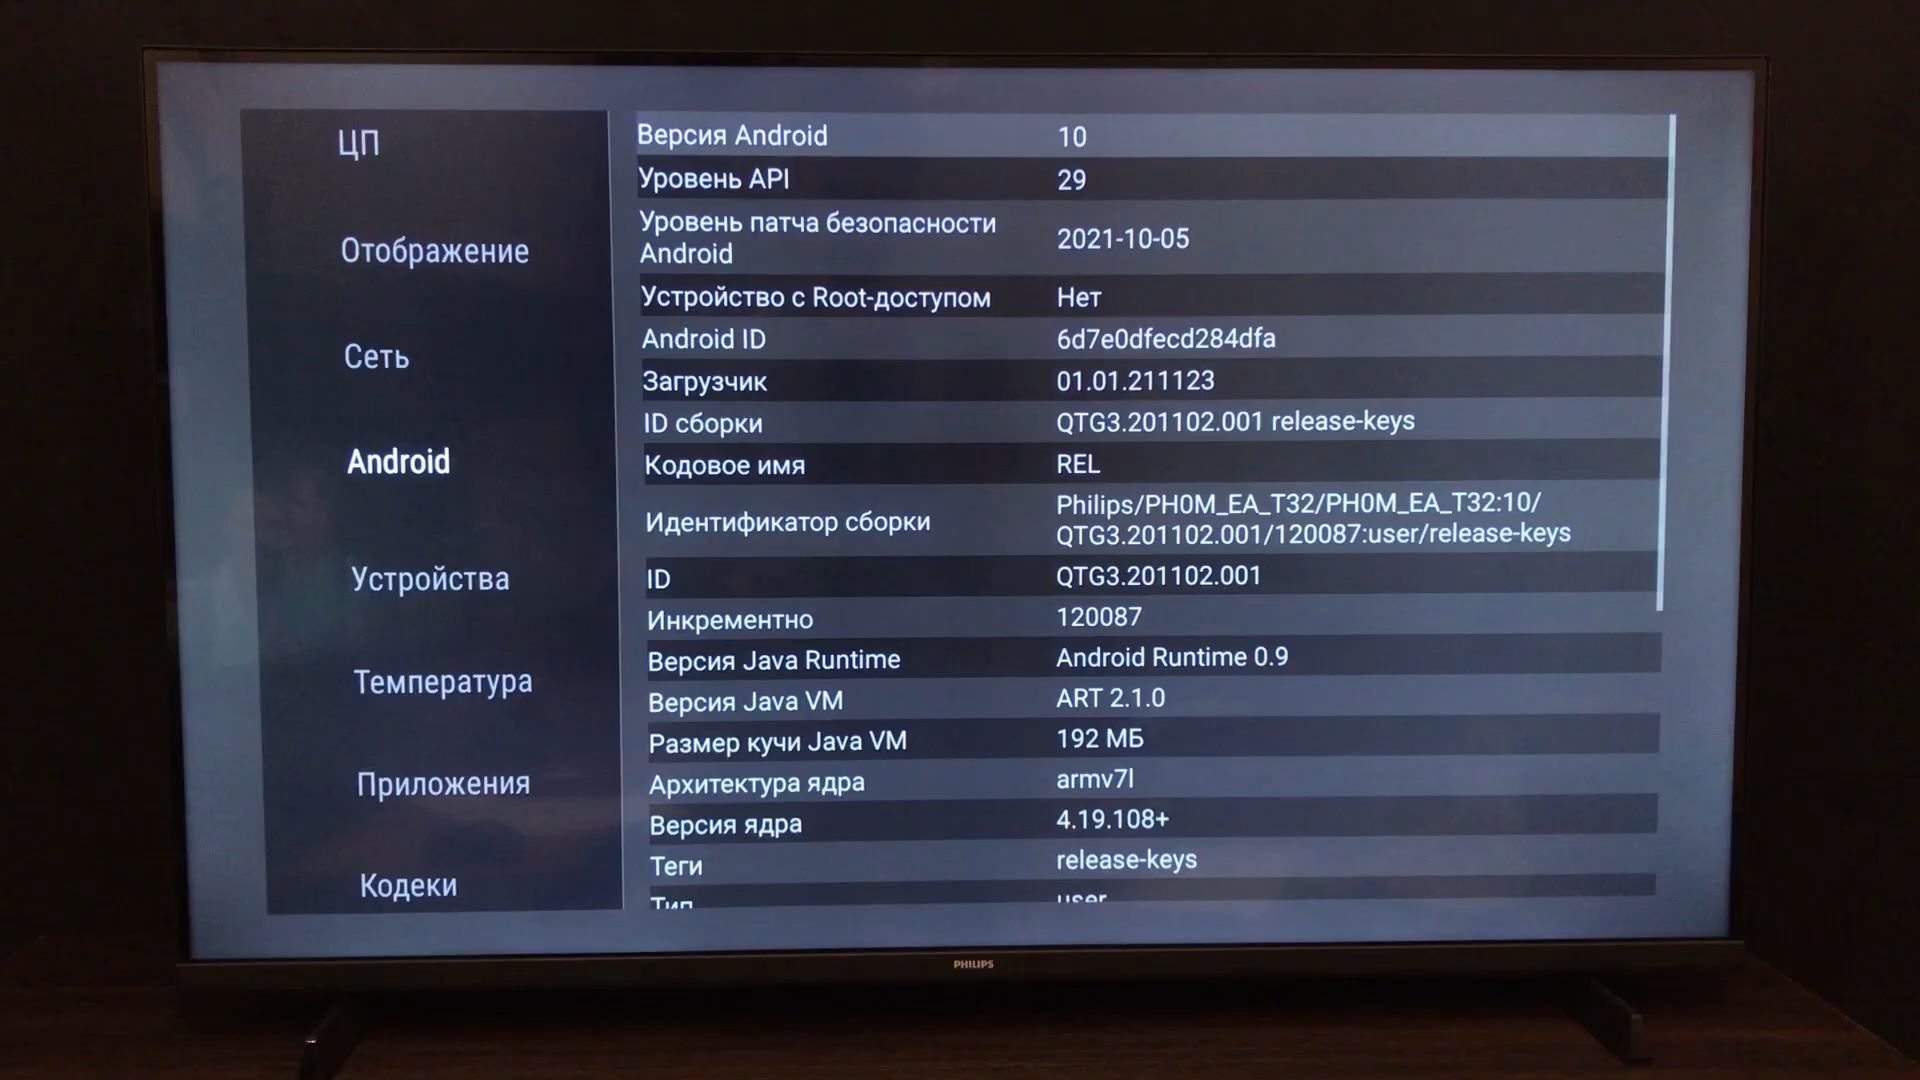 ЦП
Отображение
Сеть
Android
Устройства
Температура
Приложения
Кодеки
Версия Android 10
Уровень API 29
Уровень патча безопасности
Android 2021-10-05
Устройство с Root-доступом Нет
Android ID 6d7e0dfecd284dfa
Загрузчик 01.01.211123
ID сборки QTG3.201102.001 release-keys
Кодовое имя REL
Идентификатор сборки Philips/PH0M_EA_T32/PH0M_EA_T32:10/
QTG3.201102.001/120087:user/release-keys
ID QTG3.201102.001
Инкрементно 120087
Версия Java Runtime Android Runtime 0.9
Версия Java VM ART 2.1.0
Размер кучи Java VM 192 МБ
Архитектура ядра armv7l
Версия ядра 4.19.108+
Теги release-keys
Тип user
PHILIPS